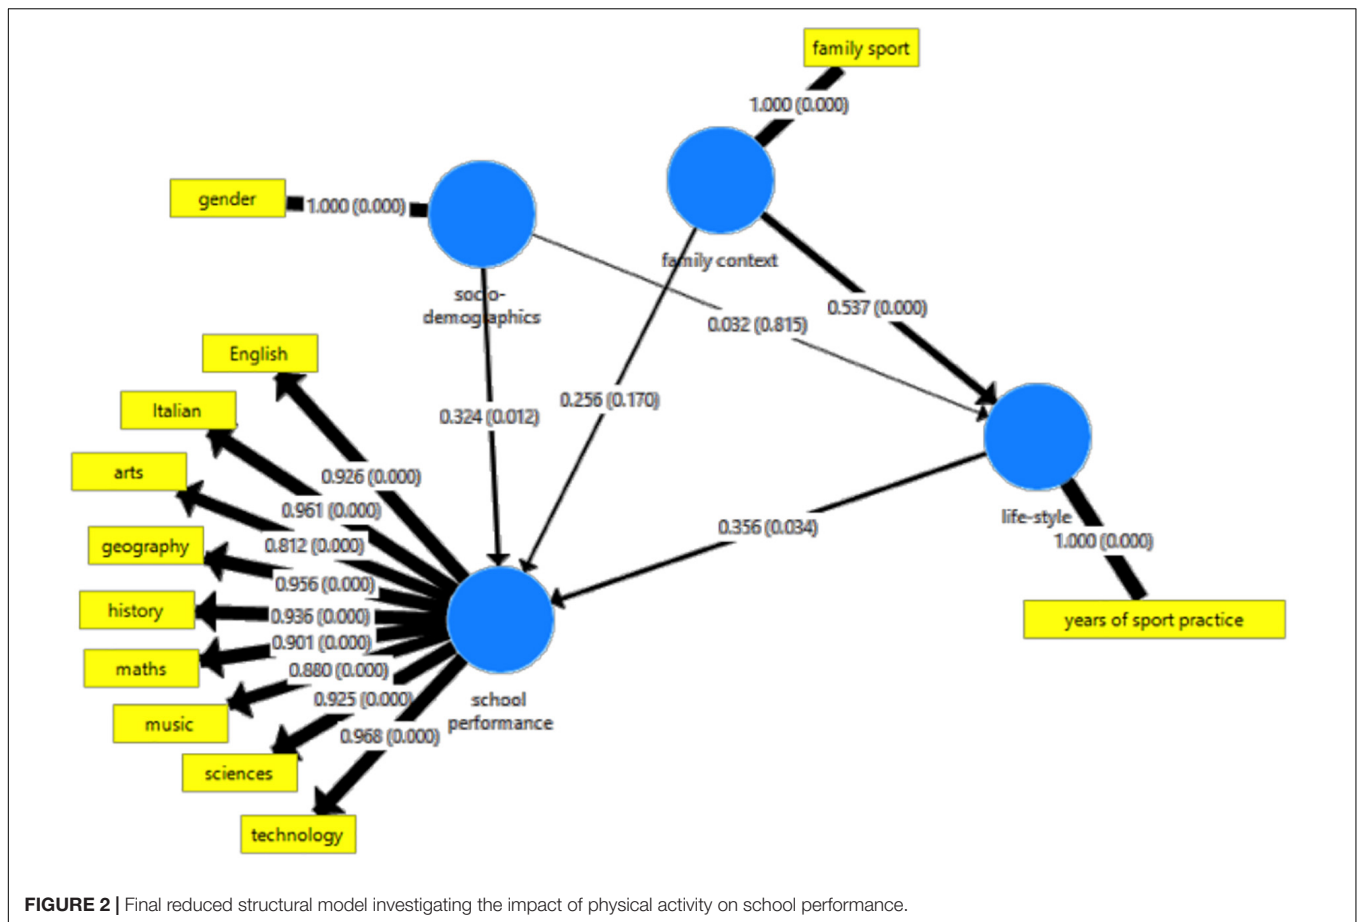 family sport
1.000 (0.000)
gender
1.000 (0.000)
family context
socio-
demographics
0.537 (0.000)
0.032 (0.815)
English
0.256 (0.170)
Italian
0.324 (0.012)
arts
0.926 (0.000)
0.961 (0.000)
life-style
0.356 (0.034)
geography
0.812 (0.000)
1.000 (0.000)
0.956 (0.000)
history
0.936 (0.000)
years of sport practice
0.901 (0.000)
maths
0.880 (0.000)
0.925 (0.000)
school
performance
music
0.968 (0.000)
sciences
technology
FIGURE 2 | Final reduced structural model investigating the impact of physical activity on school performance.